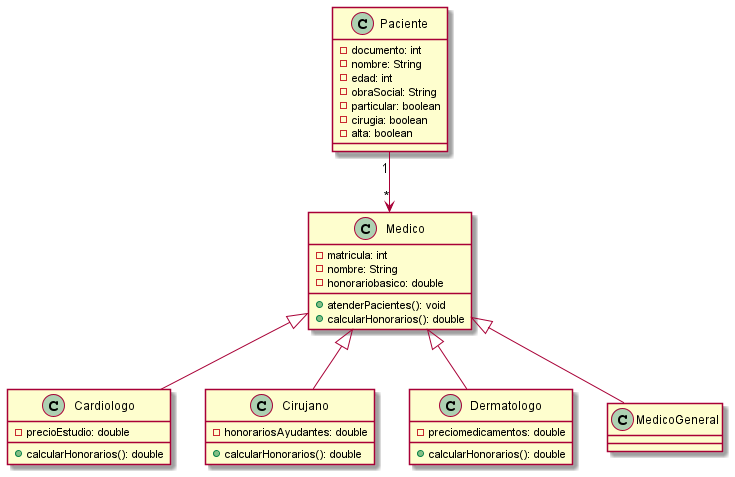 C Paciente
documento: int
nombre: String
edad: int
obraSocial: String
particular: boolean
cirugia: boolean
alta: boolean
1
*
C Medico
matricula: int
nombre: String
honorariobasico: double
atenderPacientes(): void
calcularHonorarios(): double
C Cardiologo
precioEstudio: double
calcularHonorarios(): double
C Cirujano
honorariosAyudantes: double
calcularHonorarios(): double
C Dermatologo
preciomedicamentos: double
calcularHonorarios(): double
C MedicoGeneral